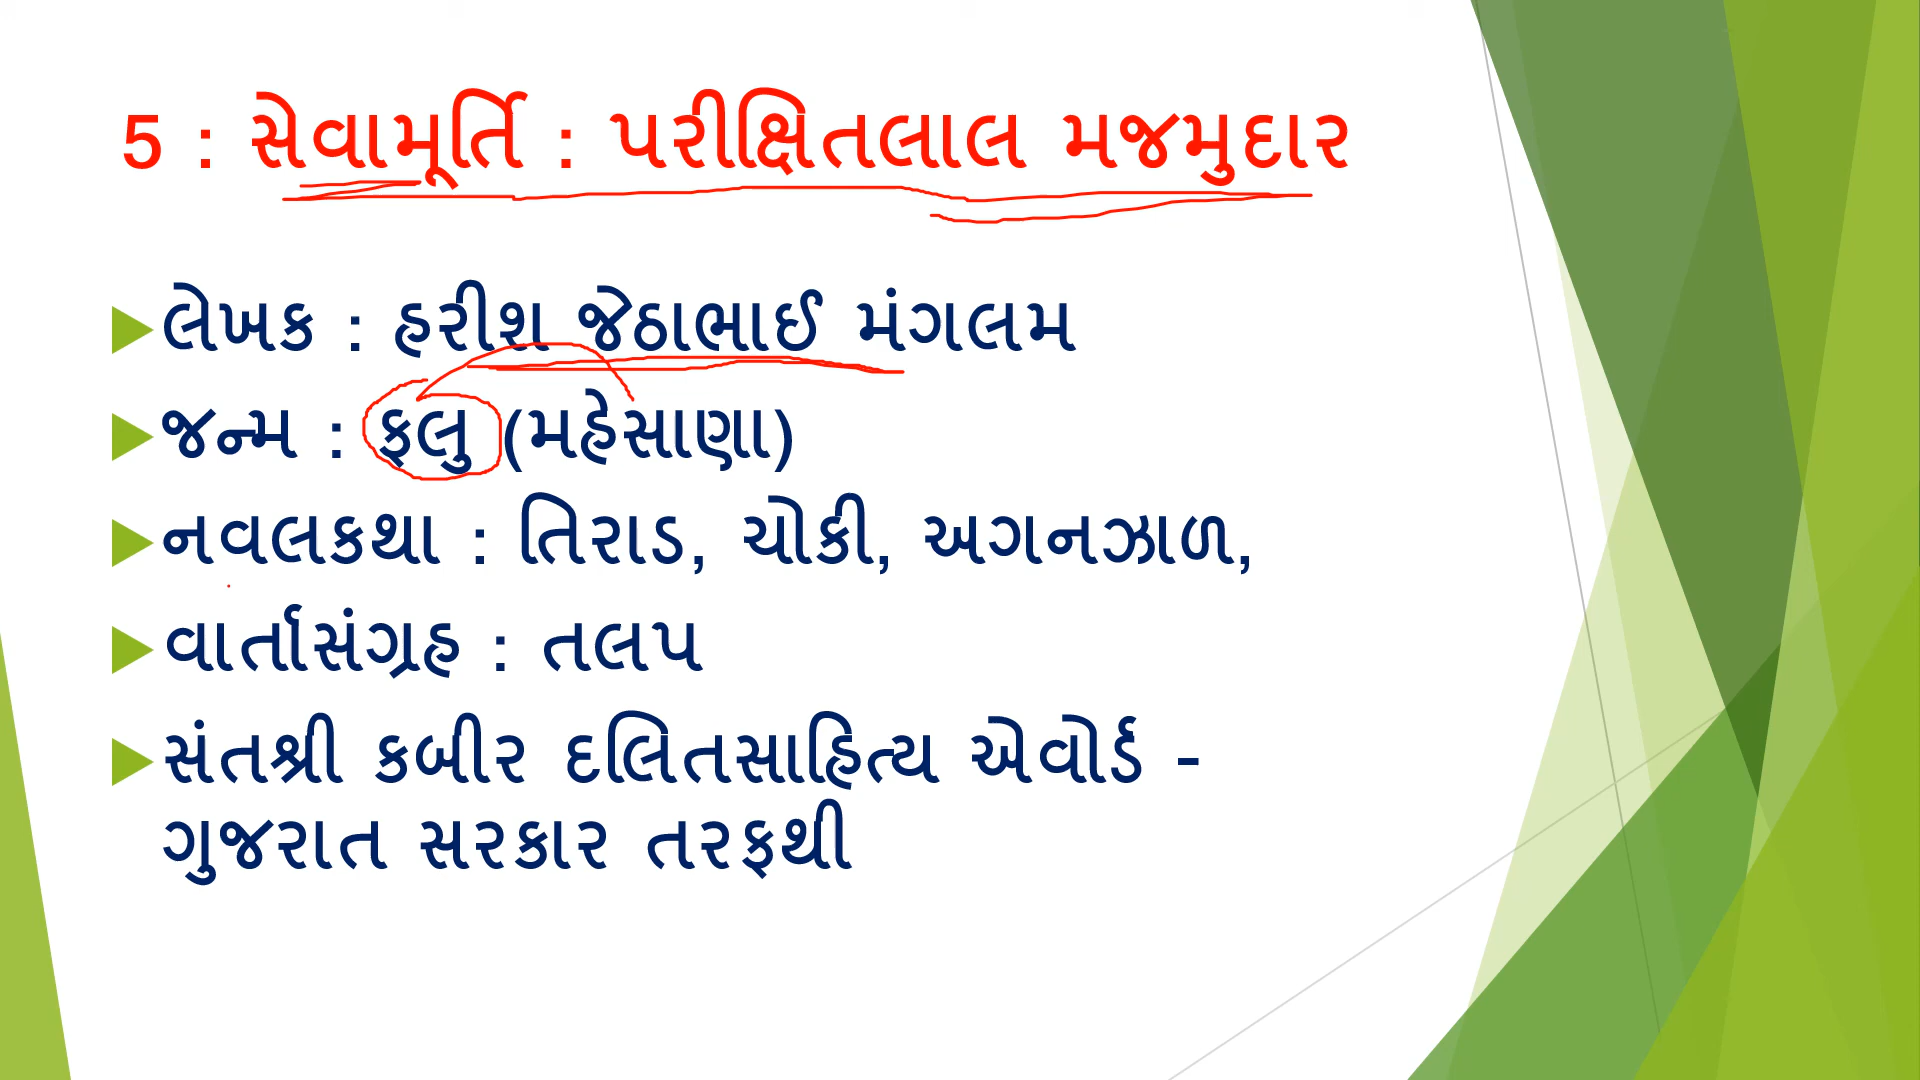 5 : સેવામૂર્તિ : પરીક્ષિતલાલ મજમુદાર
લેખક : હરીશ જેઠાભાઈ મંગલમ
જન્મ : ફલુ (મહેસાણા)
નવલકથા : તિરાડ, ચોકી, અગનઝાળ,
વાર્તાસંગ્રહ : તલપ
સંતશ્રી કબીર દલિતસાહિત્ય એવોર્ડ -
ગુજરાત સરકાર તરફથી